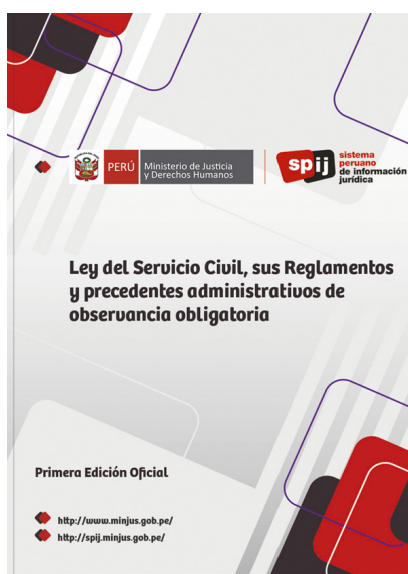 PERÚ
Ministerio de Justicia
y Derechos Humanos
spij
sistema
peruano
de información
jurídica
Ley del Servicio Civil, sus Reglamentos
y precedentes administrativos de
observancia obligatoria
Primera Edición Oficial
http://www.minjus.gob.pe/
http://spij.minjus.gob.pe/